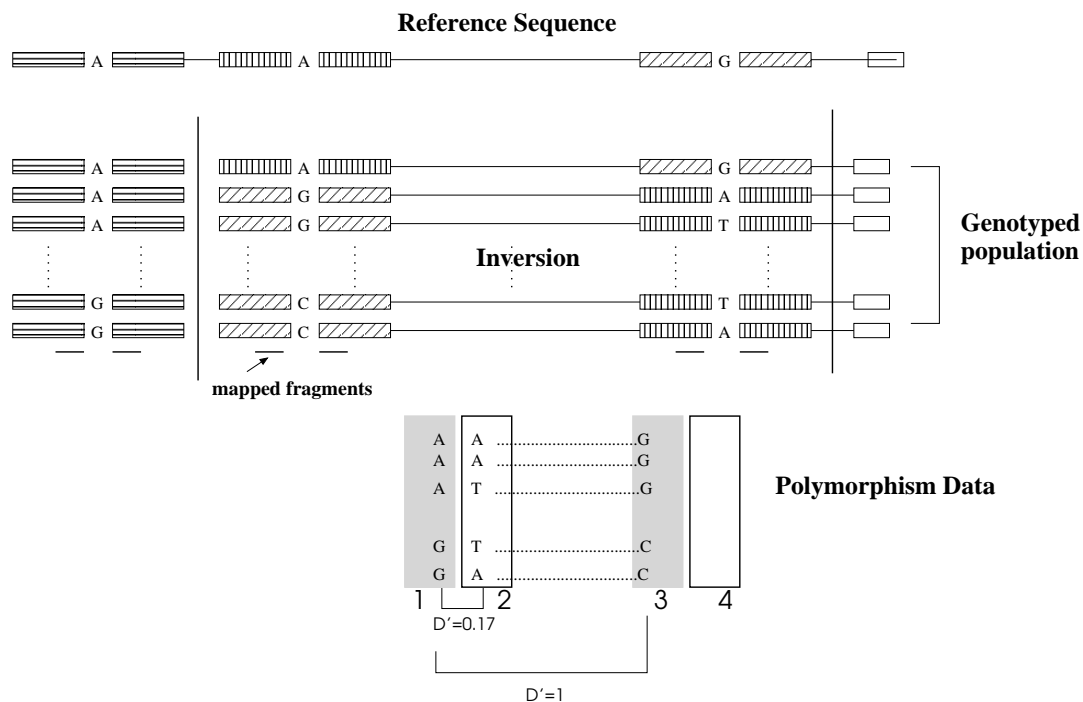 Reference Sequence
A A G
A A G
A G A
A G T
Genotyped
population
Inversion
G C T
G C A
mapped fragments
A A G
A A G
A T G
Polymorphism Data
G T C
G A C
1 2 3 4
D’=0.17
D’=1